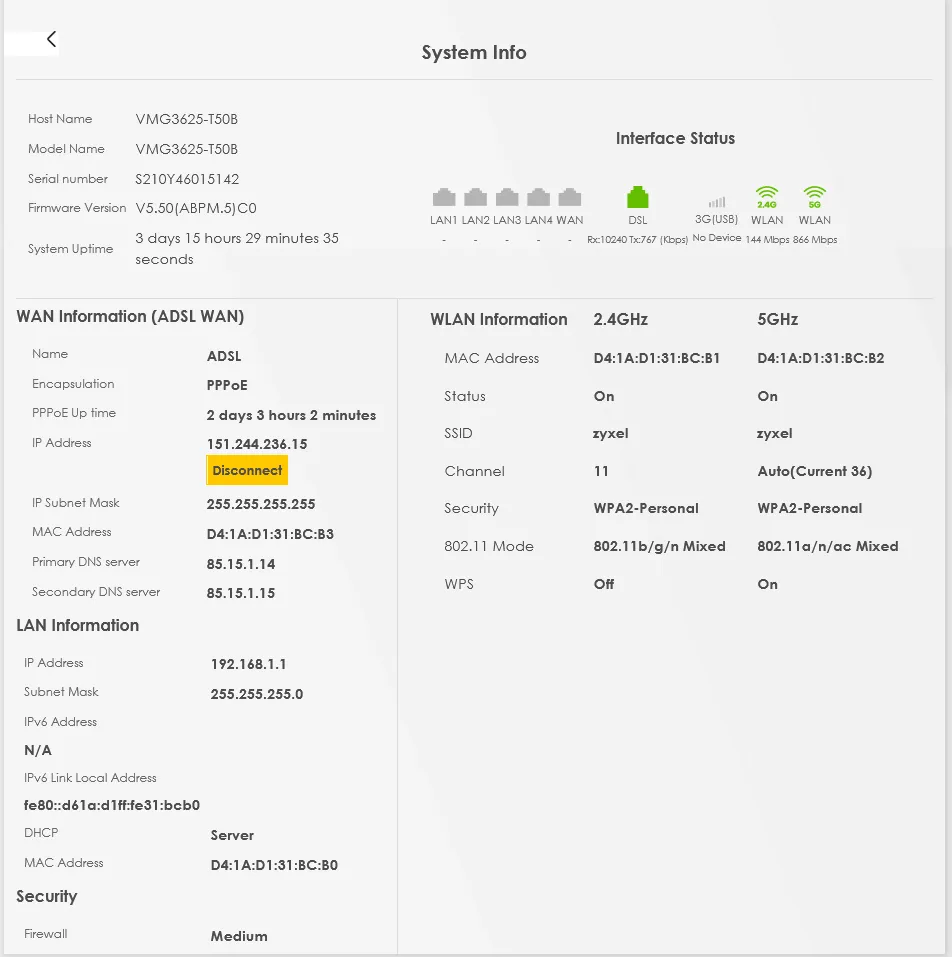 System Info
Host Name VMG3625-T50B
Model Name VMG3625-T50B
Serial number S210Y46015142
Firmware Version V5.50(ABPM.5)C0
System Uptime 3 days 15 hours 29 minutes 35
seconds
Interface Status
2.4G 5G
LAN1 LAN2 LAN3 LAN4 WAN DSL 3G(USB) WLAN WLAN
- - - - - Rx:10240 Tx:767 (Kbps) No Device 144 Mbps 866 Mbps
WAN Information (ADSL WAN)
Name ADSL
Encapsulation PPPoE
PPPoE Up time 2 days 3 hours 2 minutes
IP Address 151.244.236.15
Disconnect
IP Subnet Mask 255.255.255.255
MAC Address D4:1A:D1:31:BC:B3
Primary DNS server 85.15.1.14
Secondary DNS server 85.15.1.15
LAN Information
IP Address 192.168.1.1
Subnet Mask 255.255.255.0
IPv6 Address
N/A
IPv6 Link Local Address
fe80::d61a:d1ff:fe31:bcb0
DHCP Server
MAC Address D4:1A:D1:31:BC:B0
Security
Firewall Medium
WLAN Information 2.4GHz 5GHz
MAC Address D4:1A:D1:31:BC:B1 D4:1A:D1:31:BC:B2
Status On On
SSID zyxel zyxel
Channel 11 Auto(Current 36)
Security WPA2-Personal WPA2-Personal
802.11 Mode 802.11b/g/n Mixed 802.11a/n/ac Mixed
WPS Off On